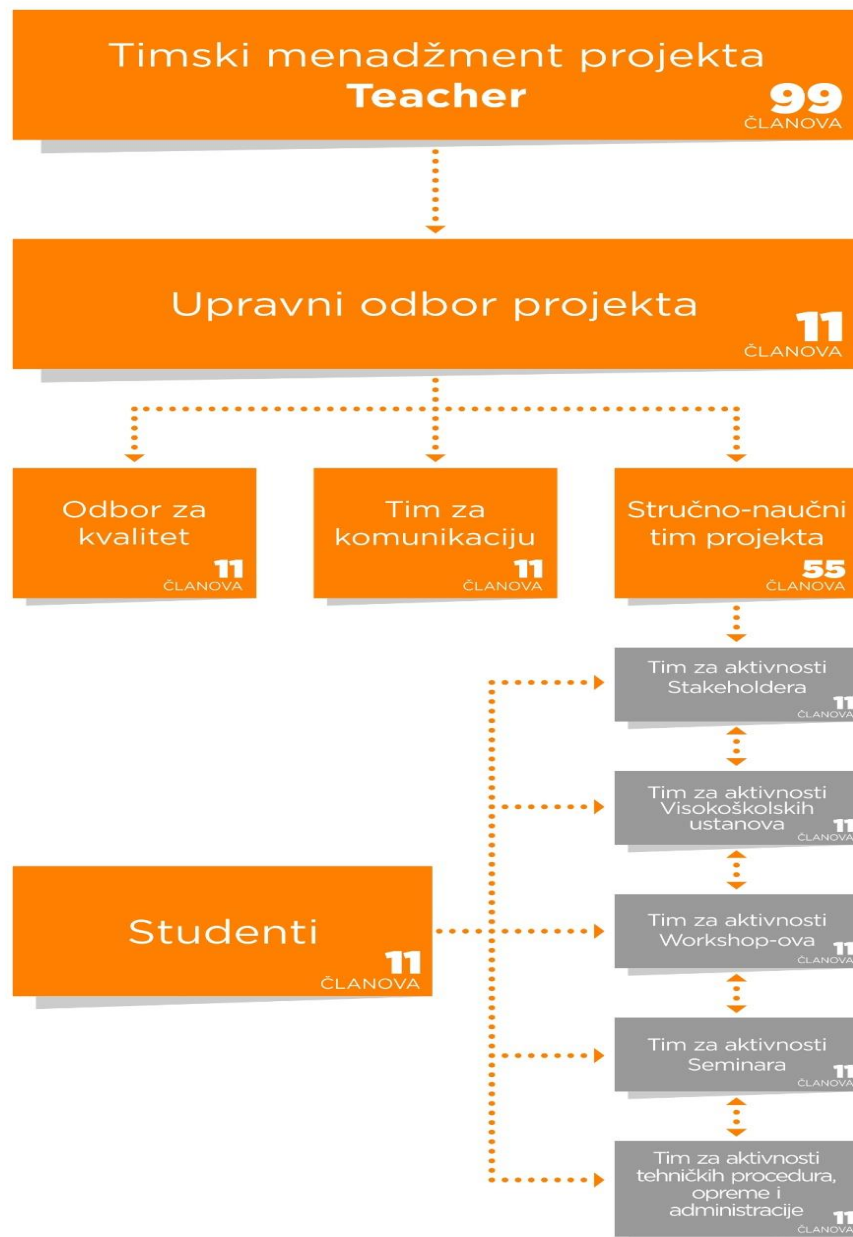 Timski menadžment projekta
Teacher
99
ČLANOVA
Upravni odbor projekta
11
ČLANOVA
Odbor za
kvalitet
11
ČLANOVA
Tim za
komunikaciju
11
ČLANOVA
Stručno-naučni
tim projekta
55
ČLANOVA
Tim za aktivnosti
Stakeholdera
11
ČLANOVA
Tim za aktivnosti
Visokoškolskih
ustanova
11
ČLANOVA
Studenti
11
ČLANOVA
Tim za aktivnosti
Workshop-ova
11
ČLANOVA
Tim za aktivnosti
Seminara
11
ČLANOVA
Tim za aktivnosti
tehničkih procedura,
opreme i
administracije
11
ČLANOVA